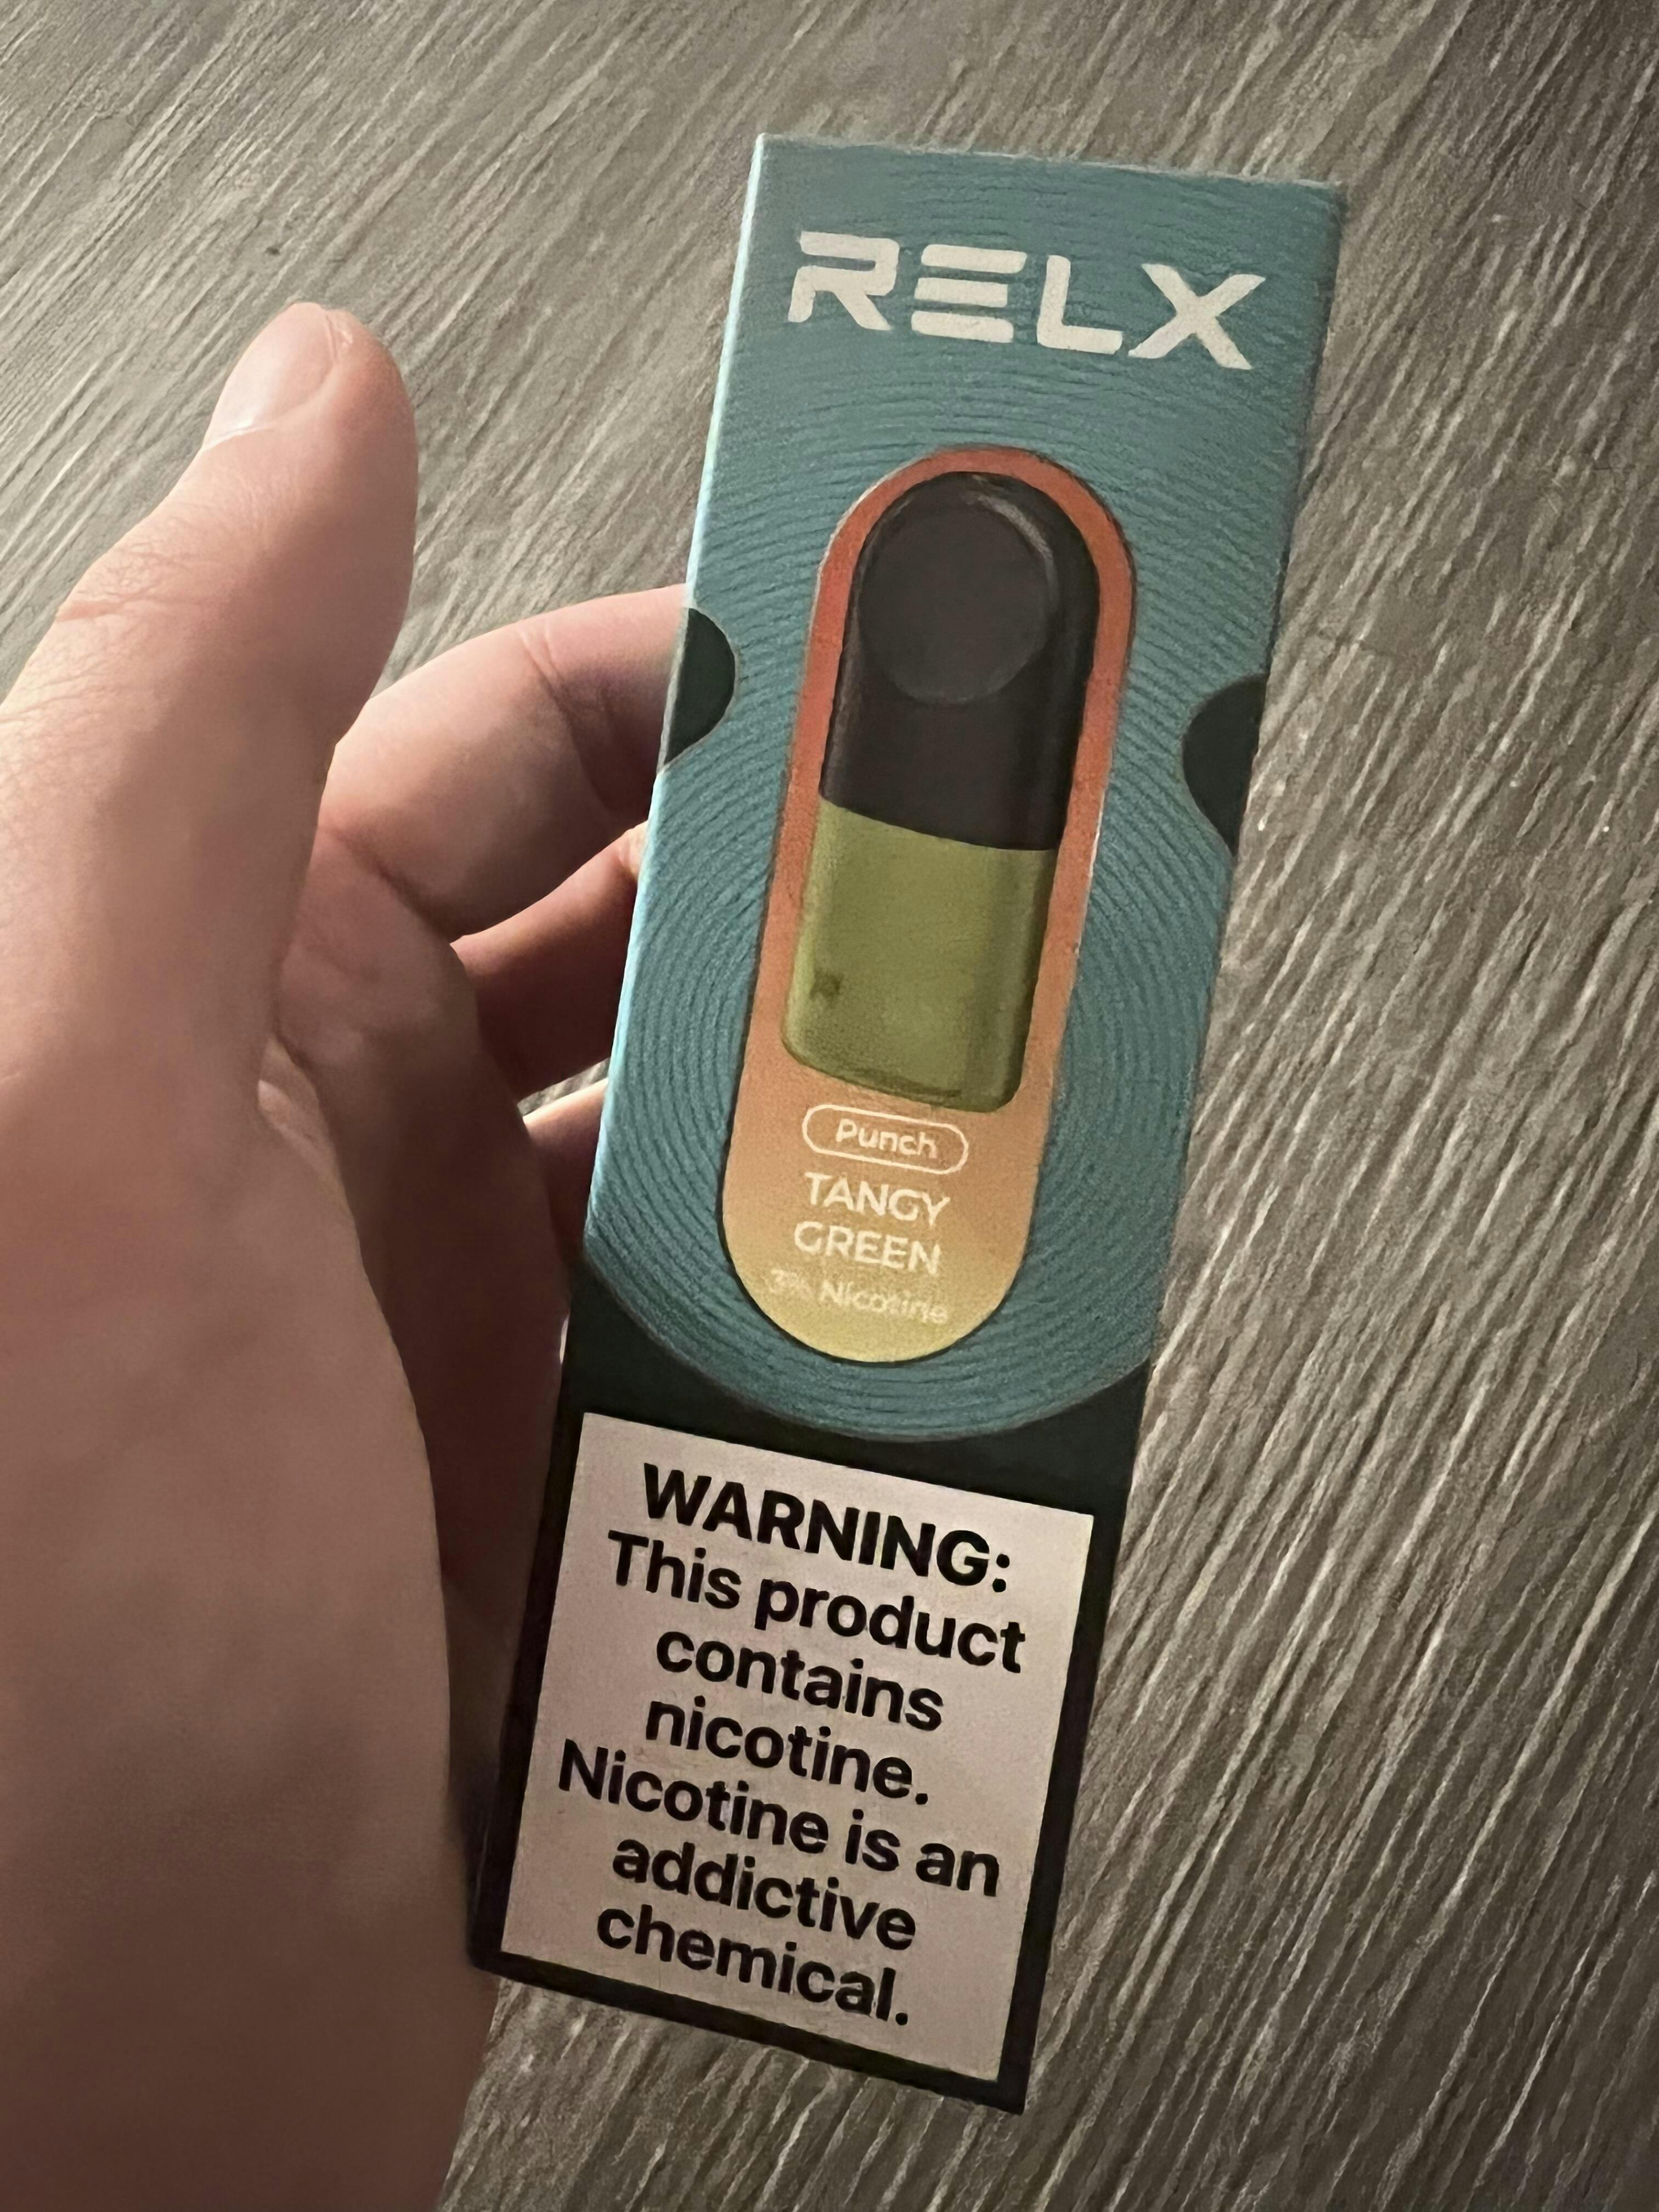 RELX
Punch
TANGY
GREEN
3% Nicotine
WARNING:
This product
contains
nicotine.
Nicotine is an
addictive
chemical.